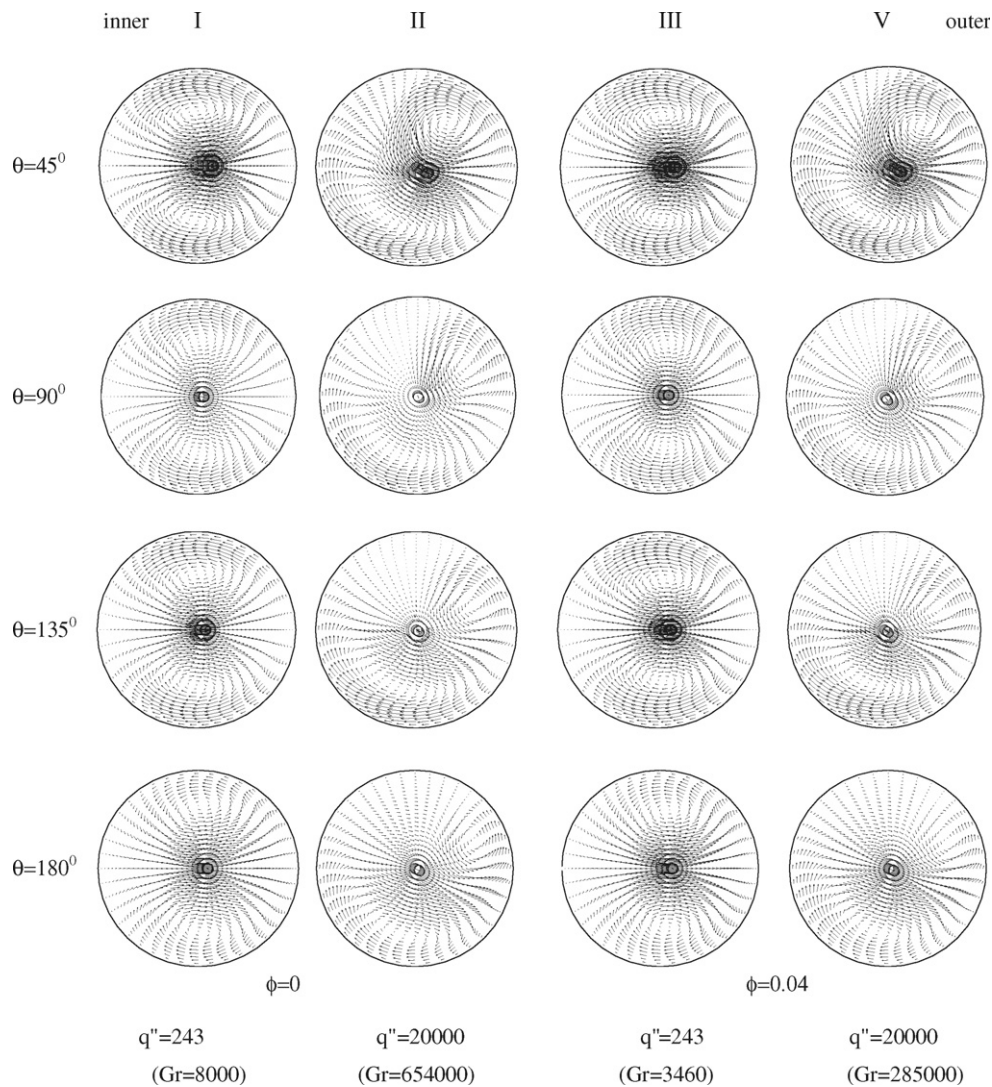 inner I II III V outer
θ=45⁰
θ=90⁰
θ=135⁰
θ=180⁰
ϕ=0 ϕ=0.04
q"=243 q"=20000 q"=243 q"=20000
(Gr=8000) (Gr=654000) (Gr=3460) (Gr=285000)